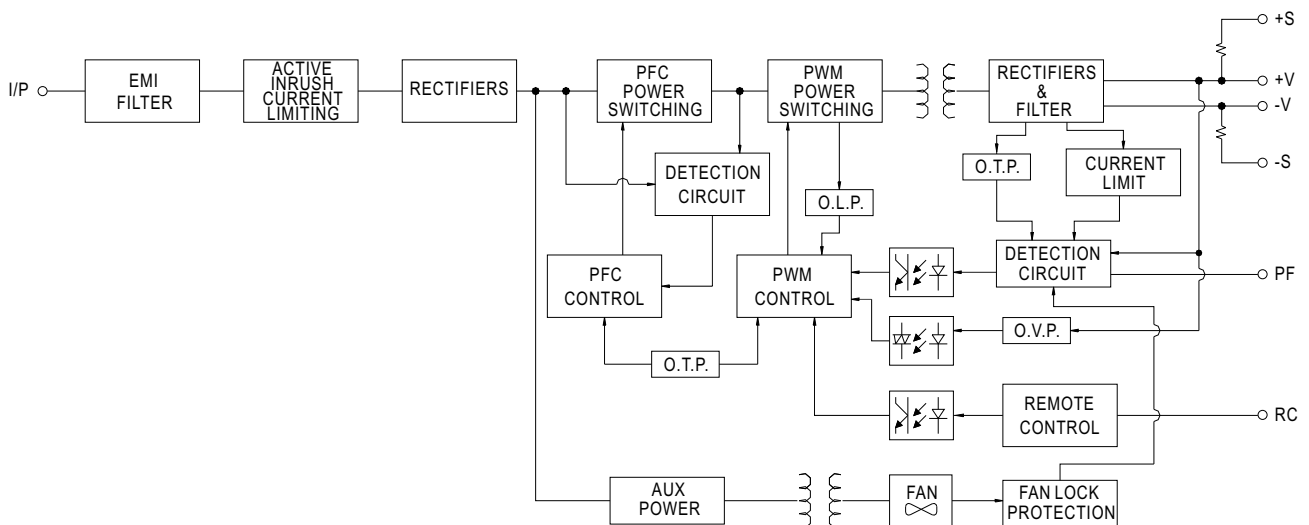 +S
I/P
EMI
FILTER
ACTIVE
INRUSH
CURRENT
LIMITING
RECTIFIERS
PFC
POWER
SWITCHING
PWM
POWER
SWITCHING
RECTIFIERS
&
FILTER
+V
-V
-S
DETECTION
CIRCUIT
O.L.P.
O.T.P.
CURRENT
LIMIT
PFC
CONTROL
PWM
CONTROL
DETECTION
CIRCUIT
PF
O.T.P.
O.V.P.
REMOTE
CONTROL
RC
AUX
POWER
FAN
FAN LOCK
PROTECTION